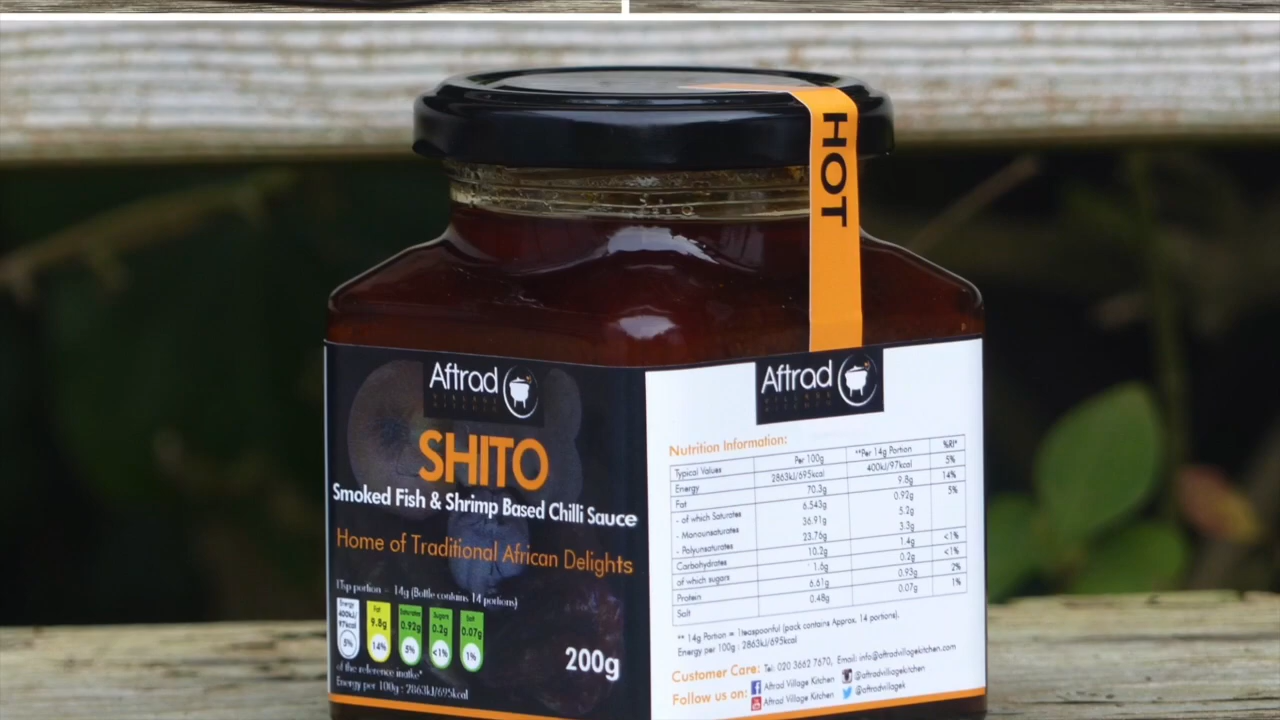 HOT
Aftrad
VILLAGE
KITCHEN
SHITO
Smoked Fish & Shrimp Based Chilli Sauce
Home of Traditional African Delights
1Tsp portion = 14g (Bottle contains 14 portions)
Energy 400kJ/ 97kcal 5%
Fat 9.8g 14%
Saturates 0.92g 5%
Sugars 0.2g <1%
Salt 0.07g 1%
of the reference inatke*
Energy per 100g : 2863kJ/695kcal
200g
Aftrad
VILLAGE
KITCHEN
Nutrition Information:
Typical Values Per 100g **Per 14g Portion %RI*
Energy 2863kJ/695kcal 400kJ/97kcal 5%
Fat 70.3g 9.8g 14%
- of which Saturates 6.543g 0.92g 5%
- Monounsaturates 36.91g 5.2g
- Polyunsaturates 23.76g 3.3g
Carbohydrates 10.2g 1.4g <1%
of which sugars 1.6g 0.2g <1%
Protein 6.61g 0.93g 2%
Salt 0.48g 0.07g 1%
** 14g Portion = 1teaspoonful (pack contains Approx. 14 portions).
Energy per 100g : 2863kJ/695kcal
Customer Care: Tel: 020 3662 7670, Email: info@aftradvillagekitchen.com
Follow us on: Aftrad Village Kitchen @aftradvillagekitchen
Aftrad Village Kitchen @aftradvillagek